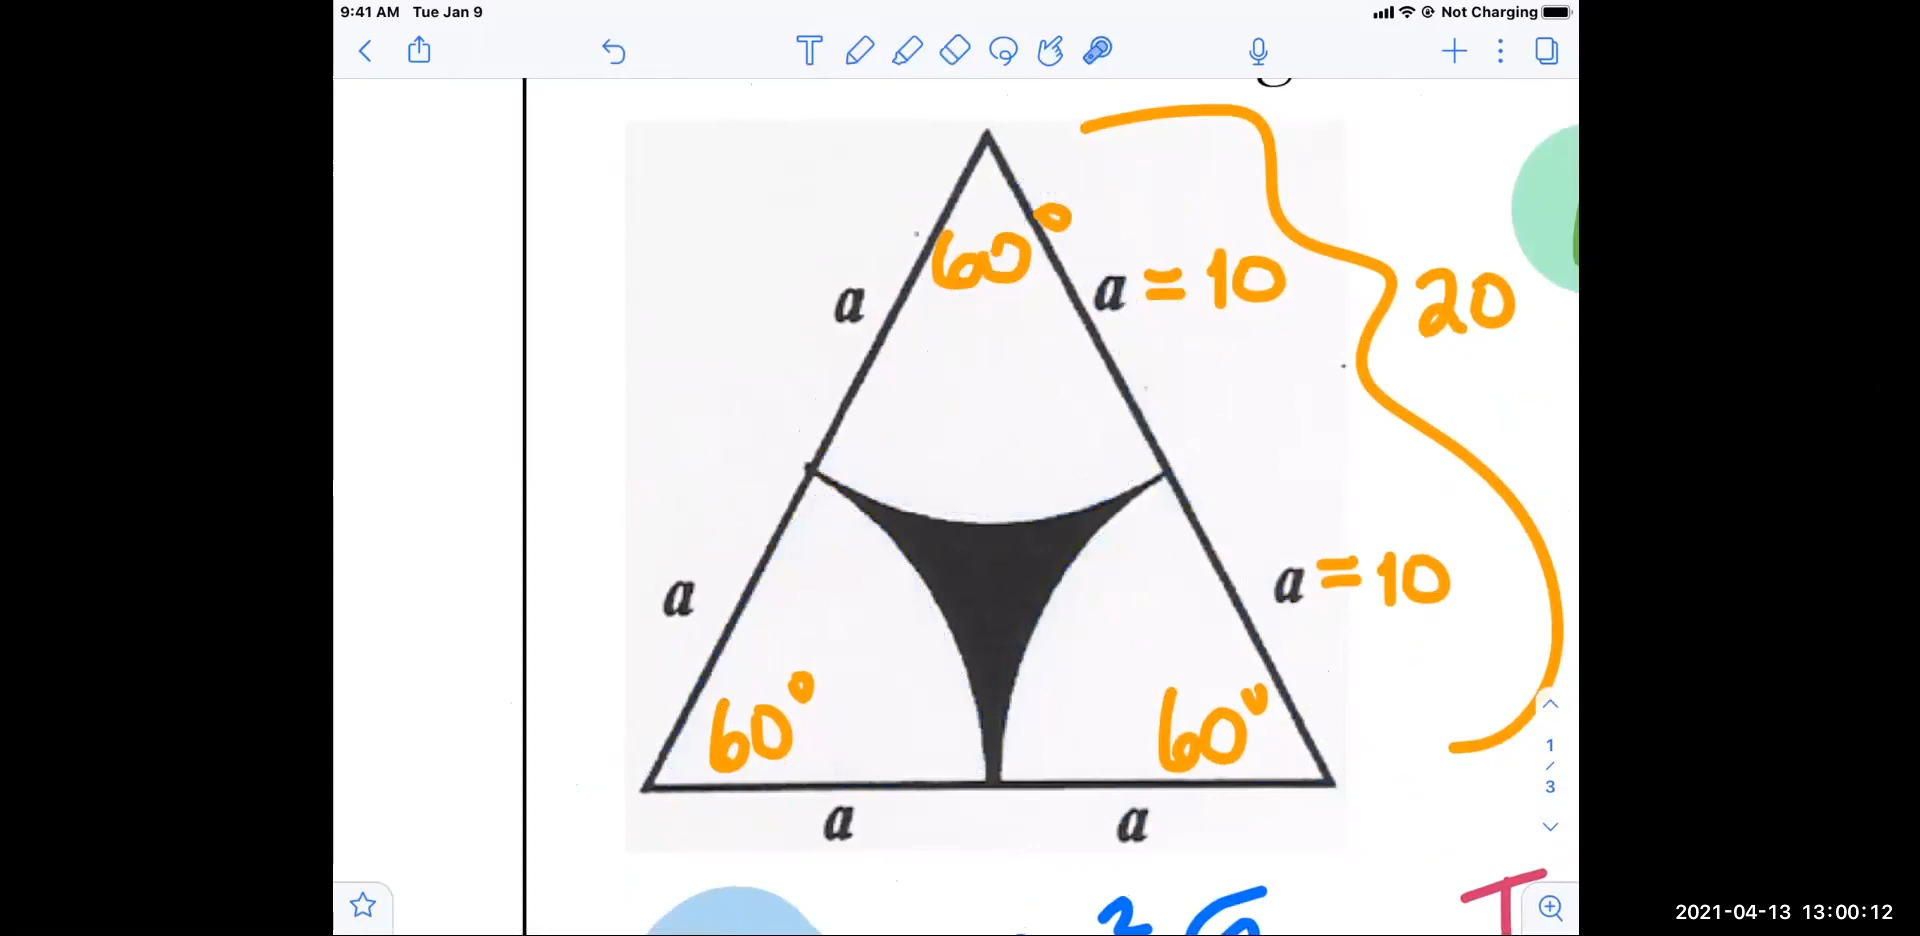 9:41 AM Tue Jan 9
Not Charging
60°
a
a = 10
20
a
a = 10
60°
60°
1
/
3
a
a
T
2021-04-13 13:00:12